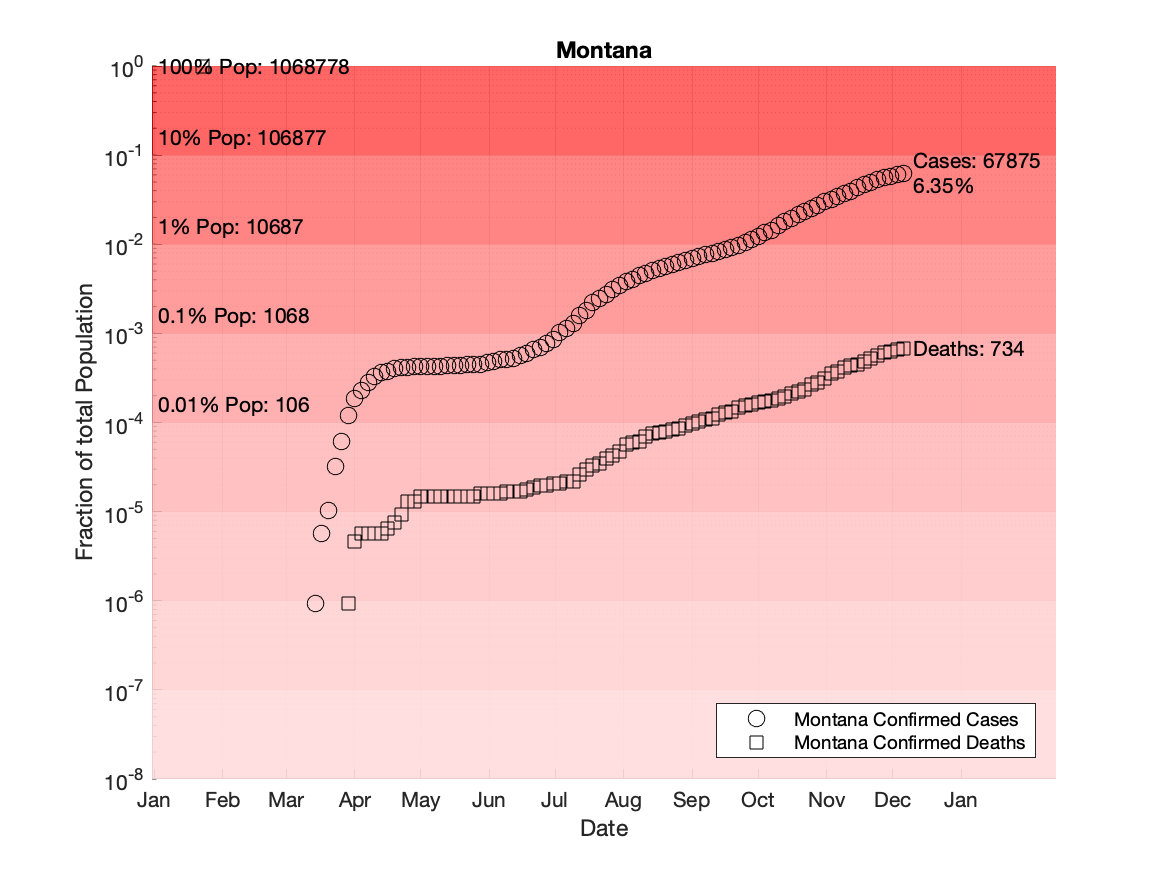 Montana
10^0
100% Pop: 1068778
10% Pop: 106877
10^-1
Cases: 67875
6.35%
1% Pop: 10687
10^-2
0.1% Pop: 1068
10^-3
Deaths: 734
0.01% Pop: 106
10^-4
10^-5
10^-6
10^-7
10^-8
Fraction of total Population
Montana Confirmed Cases
Montana Confirmed Deaths
Jan Feb Mar Apr May Jun Jul Aug Sep Oct Nov Dec Jan
Date